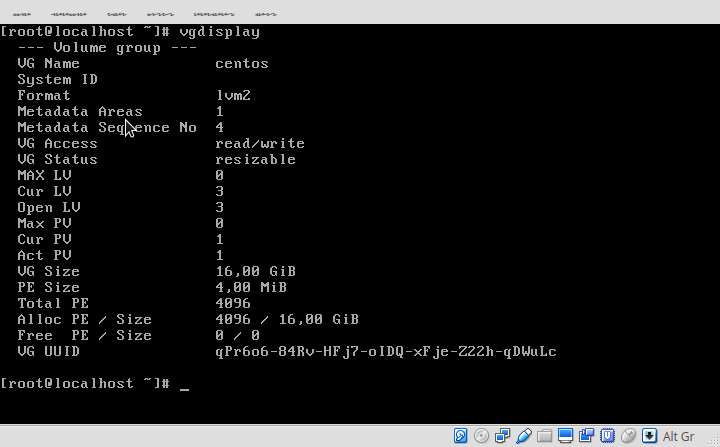 [root@localhost ~]# vgdisplay
--- Volume group ---
VG Name centos
System ID
Format lvm2
Metadata Areas 1
Metadata Sequence No 4
VG Access read/write
VG Status resizable
MAX LV 0
Cur LV 3
Open LV 3
Max PV 0
Cur PV 1
Act PV 1
VG Size 16,00 GiB
PE Size 4,00 MiB
Total PE 4096
Alloc PE / Size 4096 / 16,00 GiB
Free PE / Size 0 / 0
VG UUID qPr6o6-84Rv-HFj7-oIDQ-xFje-Z22h-qDWuLc
[root@localhost ~]# _
Alt Gr